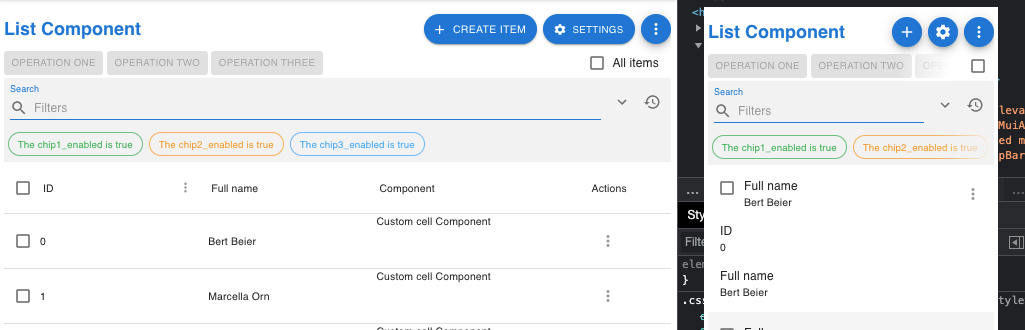 List Component
+ CREATE ITEM
SETTINGS
OPERATION ONE
OPERATION TWO
OPERATION THREE
All items
Search
Filters
The chip1_enabled is true
The chip2_enabled is true
The chip3_enabled is true
ID
Full name
Component
Actions
Custom cell Component
0
Bert Beier
Custom cell Component
1
Marcella Orn
Custom cell Component
<h
...
Sty
Filte
elem
}
.css
List Component
+
OPERATION ONE
OPERATION TWO
OPE
Search
Filters
The chip1_enabled is true
The chip2_enabled is true
Full name
Bert Beier
ID
0
Full name
Bert Beier
Full
leva
MuiA
ed m
pBar
...
style